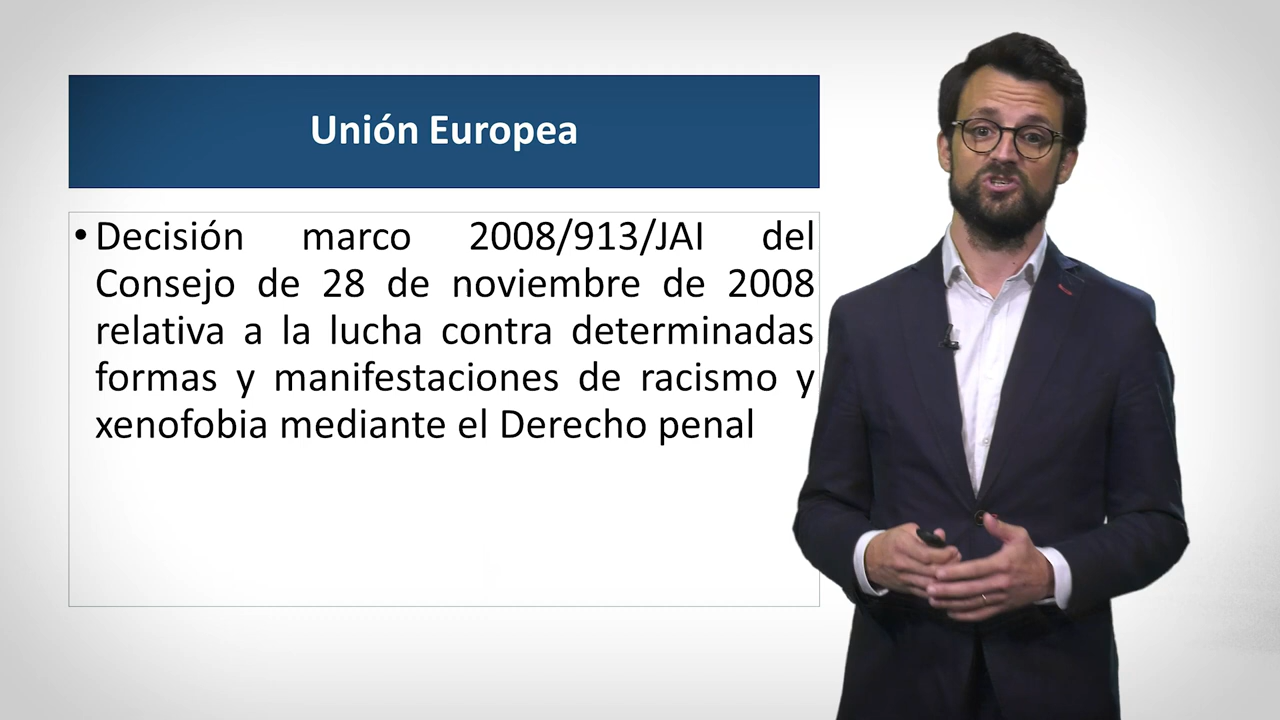 Unión Europea
• Decisión marco 2008/913/JAI del
Consejo de 28 de noviembre de 2008
relativa a la lucha contra determinadas
formas y manifestaciones de racismo y
xenofobia mediante el Derecho penal